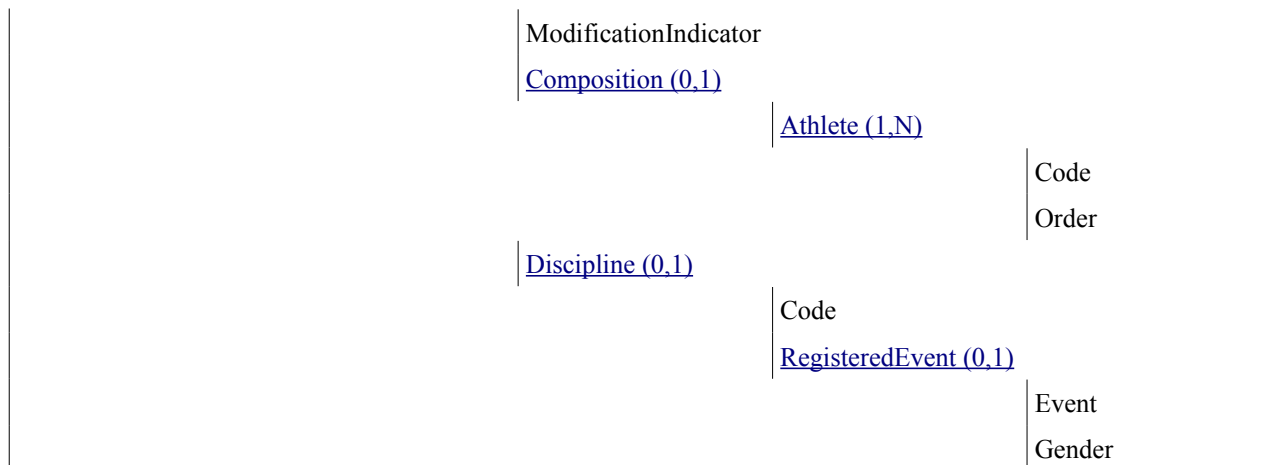 ModificationIndicator
Composition (0,1)
Athlete (1,N)
Code
Order
Discipline (0,1)
Code
RegisteredEvent (0,1)
Event
Gender